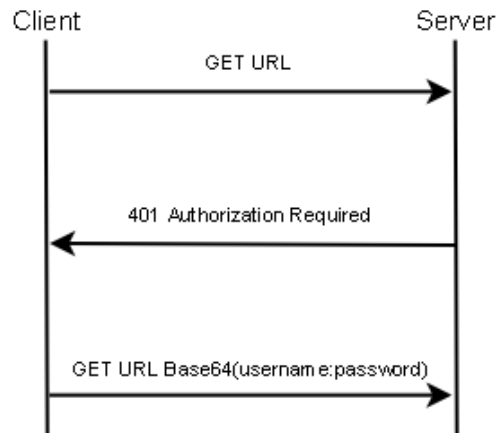 Client
Server
GET URL
401 Authorization Required
GET URL Base64(username:password)